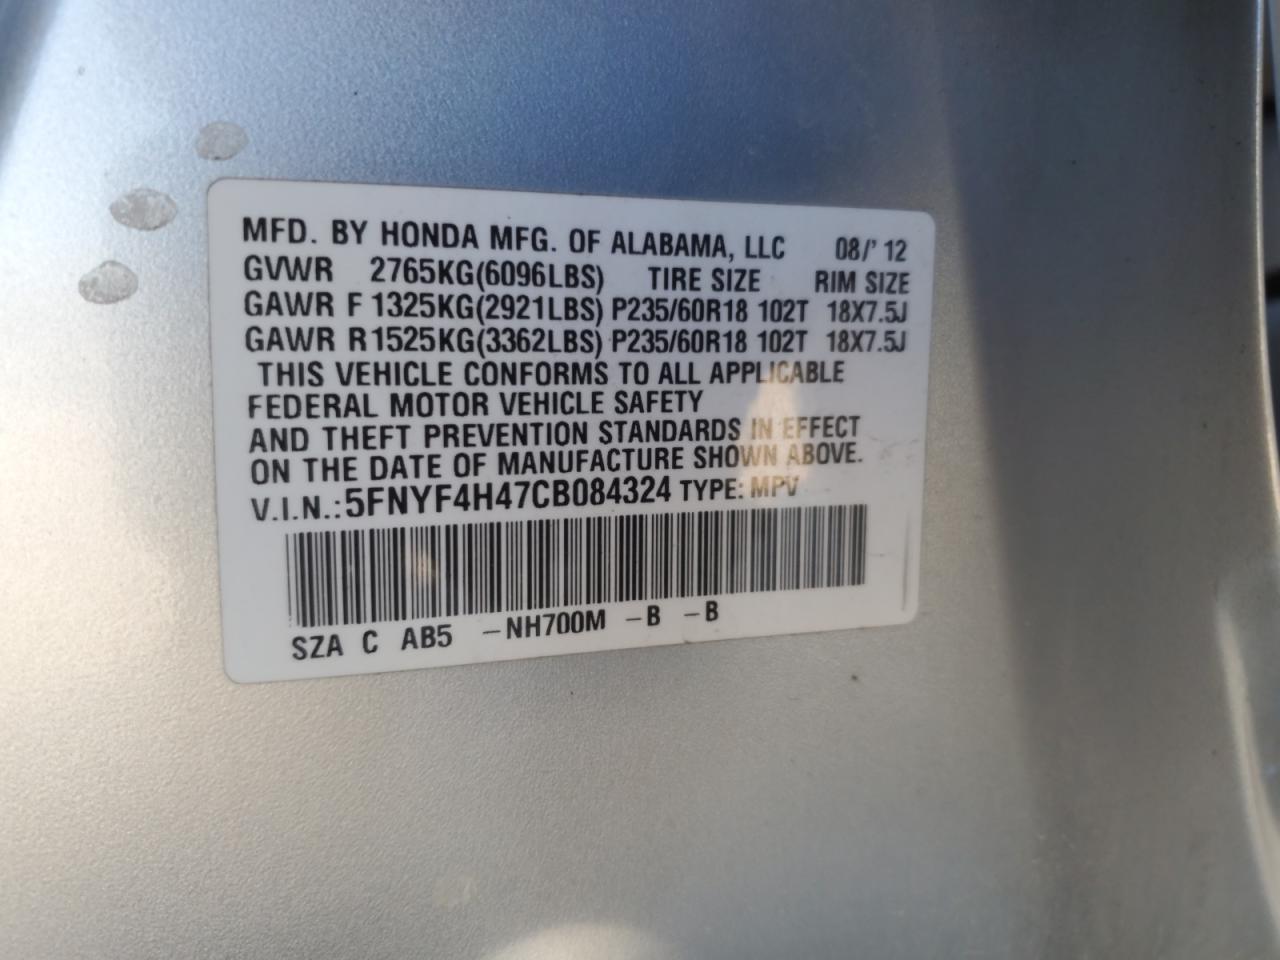 MFD. BY HONDA MFG. OF ALABAMA, LLC 08/' 12
GVWR 2765KG(6096LBS) TIRE SIZE RIM SIZE
GAWR F 1325KG(2921LBS) P235/60R18 102T 18X7.5J
GAWR R 1525KG(3362LBS) P235/60R18 102T 18X7.5J
THIS VEHICLE CONFORMS TO ALL APPLICABLE
FEDERAL MOTOR VEHICLE SAFETY
AND THEFT PREVENTION STANDARDS IN EFFECT
ON THE DATE OF MANUFACTURE SHOWN ABOVE.
V.I.N.:5FNYF4H47CB084324 TYPE: MPV
SZA C AB5 -NH700M -B -B